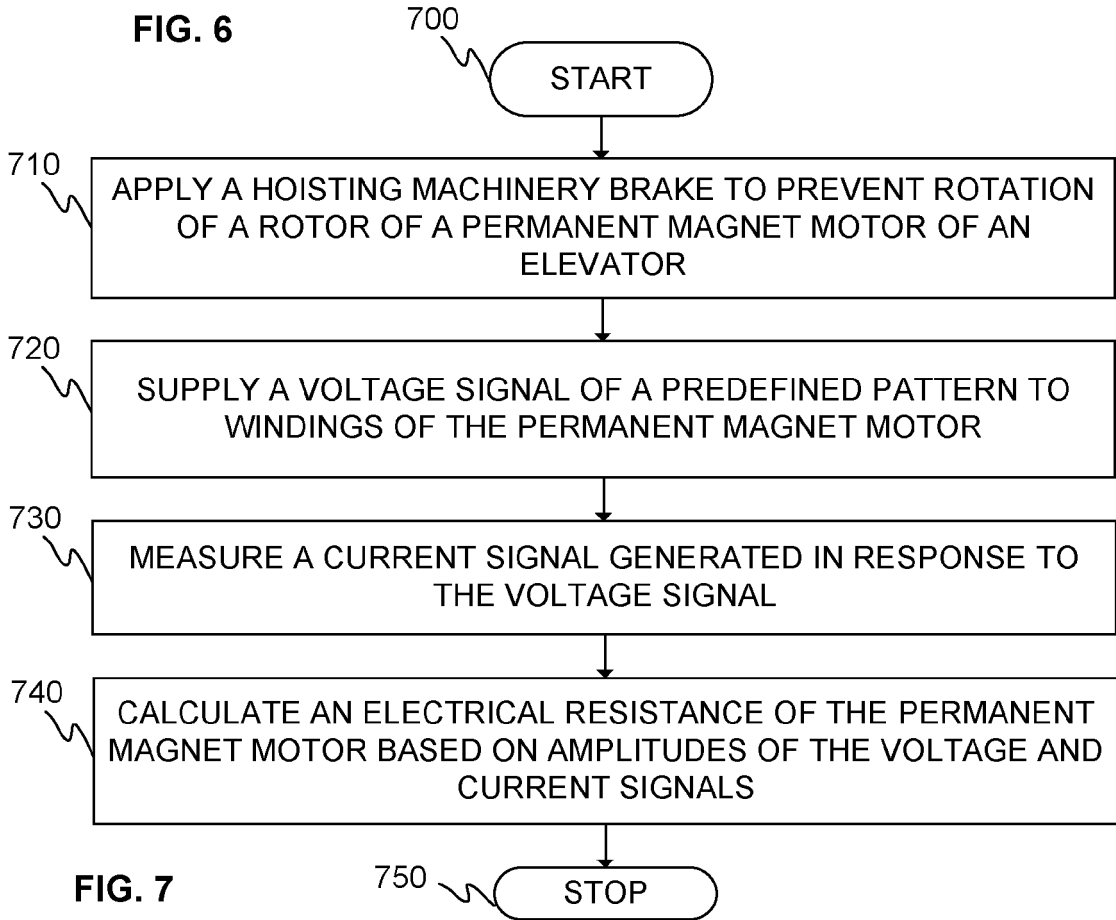 FIG. 6
700
START
710
APPLY A HOISTING MACHINERY BRAKE TO PREVENT ROTATION
OF A ROTOR OF A PERMANENT MAGNET MOTOR OF AN
ELEVATOR
720
SUPPLY A VOLTAGE SIGNAL OF A PREDEFINED PATTERN TO
WINDINGS OF THE PERMANENT MAGNET MOTOR
730
MEASURE A CURRENT SIGNAL GENERATED IN RESPONSE TO
THE VOLTAGE SIGNAL
740
CALCULATE AN ELECTRICAL RESISTANCE OF THE PERMANENT
MAGNET MOTOR BASED ON AMPLITUDES OF THE VOLTAGE AND
CURRENT SIGNALS
750
STOP
FIG. 7